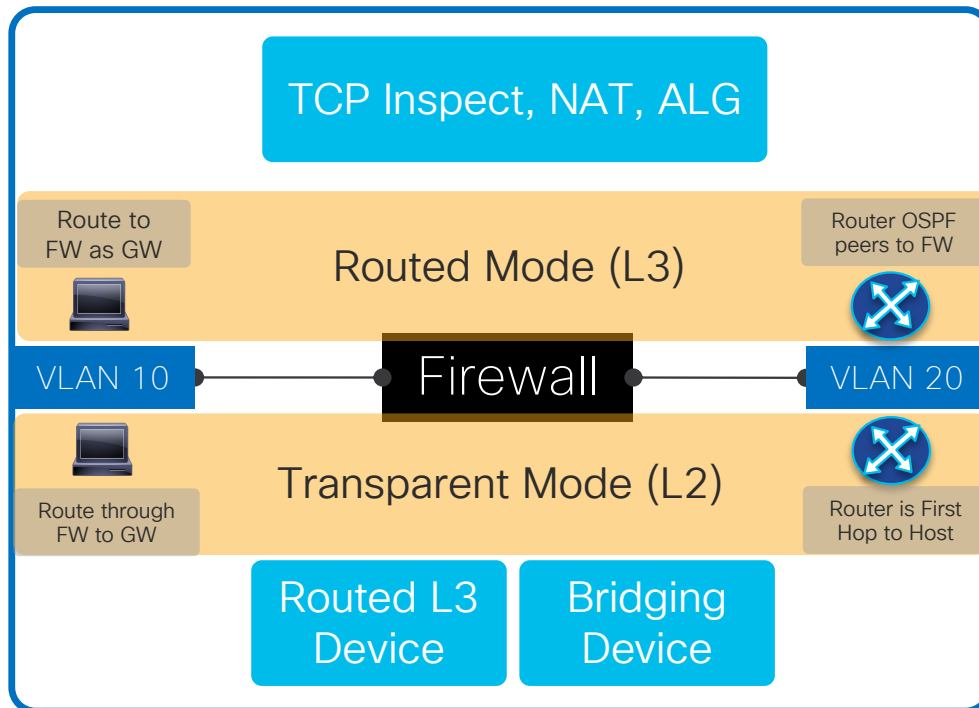 TCP Inspect, NAT, ALG
Route to
FW as GW
Routed Mode (L3)
Router OSPF
peers to FW
VLAN 10
Firewall
VLAN 20
Route through
FW to GW
Transparent Mode (L2)
Router is First
Hop to Host
Routed L3
Device
Bridging
Device